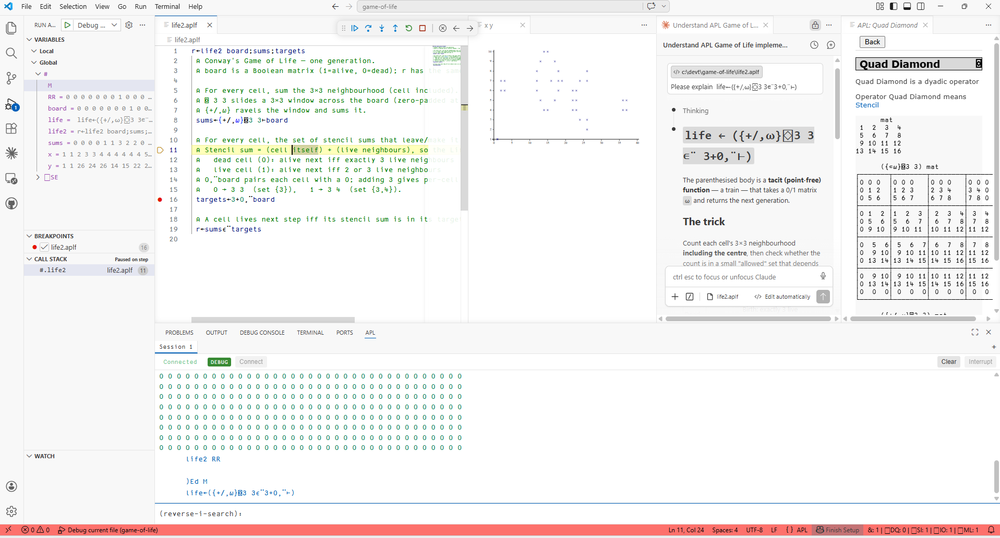 File Edit Selection View Go Run Terminal Help
game-of-life
RUN A... Debug ...
VARIABLES
Local
Global
#
M
RR = 0 0 0 0 0 0 0 1 0 0 0 ...
board = 0 0 0 0 0 0 0 1 0 0...
life = life←({+/,⍵}⌺3 3∊¨...
life2 = r←life2 board;sums;...
sums = 0 0 0 0 1 1 3 2 2 0 ...
x = 1 1 2 3 3 4 4 4 4 4 4 5...
y = 1 1 26 24 26 14 15 22 2...
⎕SE
BREAKPOINTS
life2.aplf 16
CALL STACK Paused on step
#.life2 life2.aplf 11
WATCH
life2.aplf
life2.aplf
1 r←life2 board;sums;targets
2 ⍝ Conway's Game of Life — one generation.
3 ⍝ board is a Boolean matrix (1=alive, 0=dead); r has the same
4
5 ⍝ For every cell, sum the 3×3 neighbourhood (cell included).
6 ⍝ ⌺ 3 3 slides a 3×3 window across the board (zero-padded at
7 ⍝ {+/,⍵} ravels the window and sums it.
8 sums←{+/,⍵}⌺3 3⊢board
9
10 ⍝ For every cell, the set of stencil sums that leave/make it
11 ⍝ Stencil sum = (cell itself) + (live neighbours), so the Li
12 ⍝   dead cell (0): alive next iff exactly 3 live neighbours
13 ⍝   live cell (1): alive next iff 2 or 3 live neighbours
14 ⍝ 0,¨board pairs each cell with a 0; adding 3 gives per-cell
15 ⍝   0 → 3 3  (set {3}),   1 → 3 4  (set {3,4}).
16 targets←3+0,¨board
17
18 ⍝ A cell lives next step iff its stencil sum is in its targe
19 r←sums∊¨targets
20
x y
10
9
8
7
6
5
4
3
2
1
0 5 10 15 20 25 30 35 40
Understand APL Game of L...
Understand APL Game of Life impleme...
c:\devt\game-of-life\life2.aplf
Please explain life←({+/,⍵}⌺3 3∊¨3+0,¨⊢)
Thinking
life ← ({+/,⍵}⌺3 3
∊¨ 3+0,¨⊢)
The parenthesised body is a tacit (point-free)
function — a train — that takes a 0/1 matrix
⍵ and returns the next generation.
The trick
Count each cell's 3×3 neighbourhood
including the centre, then check whether the
count is in a small "allowed" set that depends
Birth: exactly 3 live
ctrl esc to focus or unfocus Claude
life2.aplf Edit automatically
APL: Quad Diamond
Back
Quad Diamond ⌺
Quad Diamond is a dyadic operator
Operator Quad Diamond means
Stencil
mat
1 2 3 4
5 6 7 8
9 10 11 12
13 14 15 16
({⊂⍵}⌺3 3) mat
0 0 0 0 0 0 0 0 0 0 0 0
0 1 2 1 2 3 2 3 4 3 4 0
0 5 6 5 6 7 6 7 8 7 8 0
0 1 2 1 2 3 2 3 4 3 4
0 5 6 5 6 7 6 7 8 7 8
0 9 10 9 10 11 10 11 12 11 12
0 5 6 5 6 7 6 7 8 7 8
0 9 10 9 10 11 10 11 12 11 12
0 13 14 13 14 15 14 15 16 15 16
0 9 10 9 10 11 10 11 12 11 12
0 13 14 13 14 15 14 15 16 15 16
0 0 0 0 0 0 0 0 0 0 0
({+/,⍵}⌺3 3) mat
PROBLEMS OUTPUT DEBUG CONSOLE TERMINAL PORTS APL
Session 1
Connected DEBUG Connect Clear Interrupt
0 0 0 0 0 0 0 0 0 0 0 0 0 0 0 0 0 0 0 0 0 0 0 0 0 0 0 0 0 0 0 0 0 0 0
0 0 0 0 0 0 0 0 0 0 0 0 0 0 0 0 0 0 0 0 0 0 0 0 0 0 0 0 0 0 0 0 0 0 0
0 0 0 0 0 0 0 0 0 0 0 0 0 0 0 0 0 0 0 0 0 0 0 0 0 0 0 0 0 0 0 0 0 0 0
0 0 0 0 0 0 0 0 0 0 0 0 0 0 0 0 0 0 0 0 0 0 0 0 0 0 0 0 0 0 0 0 0 0 0
0 0 0 0 0 0 0 0 0 0 0 0 0 0 0 0 0 0 0 0 0 0 0 0 0 0 0 0 0 0 0 0 0 0 0
0 0 0 0 0 0 0 0 0 0 0 0 0 0 0 0 0 0 0 0 0 0 0 0 0 0 0 0 0 0 0 0 0 0 0
0 0 0 0 0 0 0 0 0 0 0 0 0 0 0 0 0 0 0 0 0 0 0 0 0 0 0 0 0 0 0 0 0 0 0
0 0 0 0 0 0 0 0 0 0 0 0 0 0 0 0 0 0 0 0 0 0 0 0 0 0 0 0 0 0 0 0 0 0 0
life2 RR
)Ed M
life←({+/,⍵}⌺3 3∊¨3+0,¨⊢)
(reverse-i-search):
0 0 Debug current file (game-of-life) Ln 11, Col 24 Spaces: 4 UTF-8 LF { } APL Finish Setup &: 1 | ⎕DQ: 0 | ⎕SI: 1 | ⎕IO: 1 | ⎕ML: 1